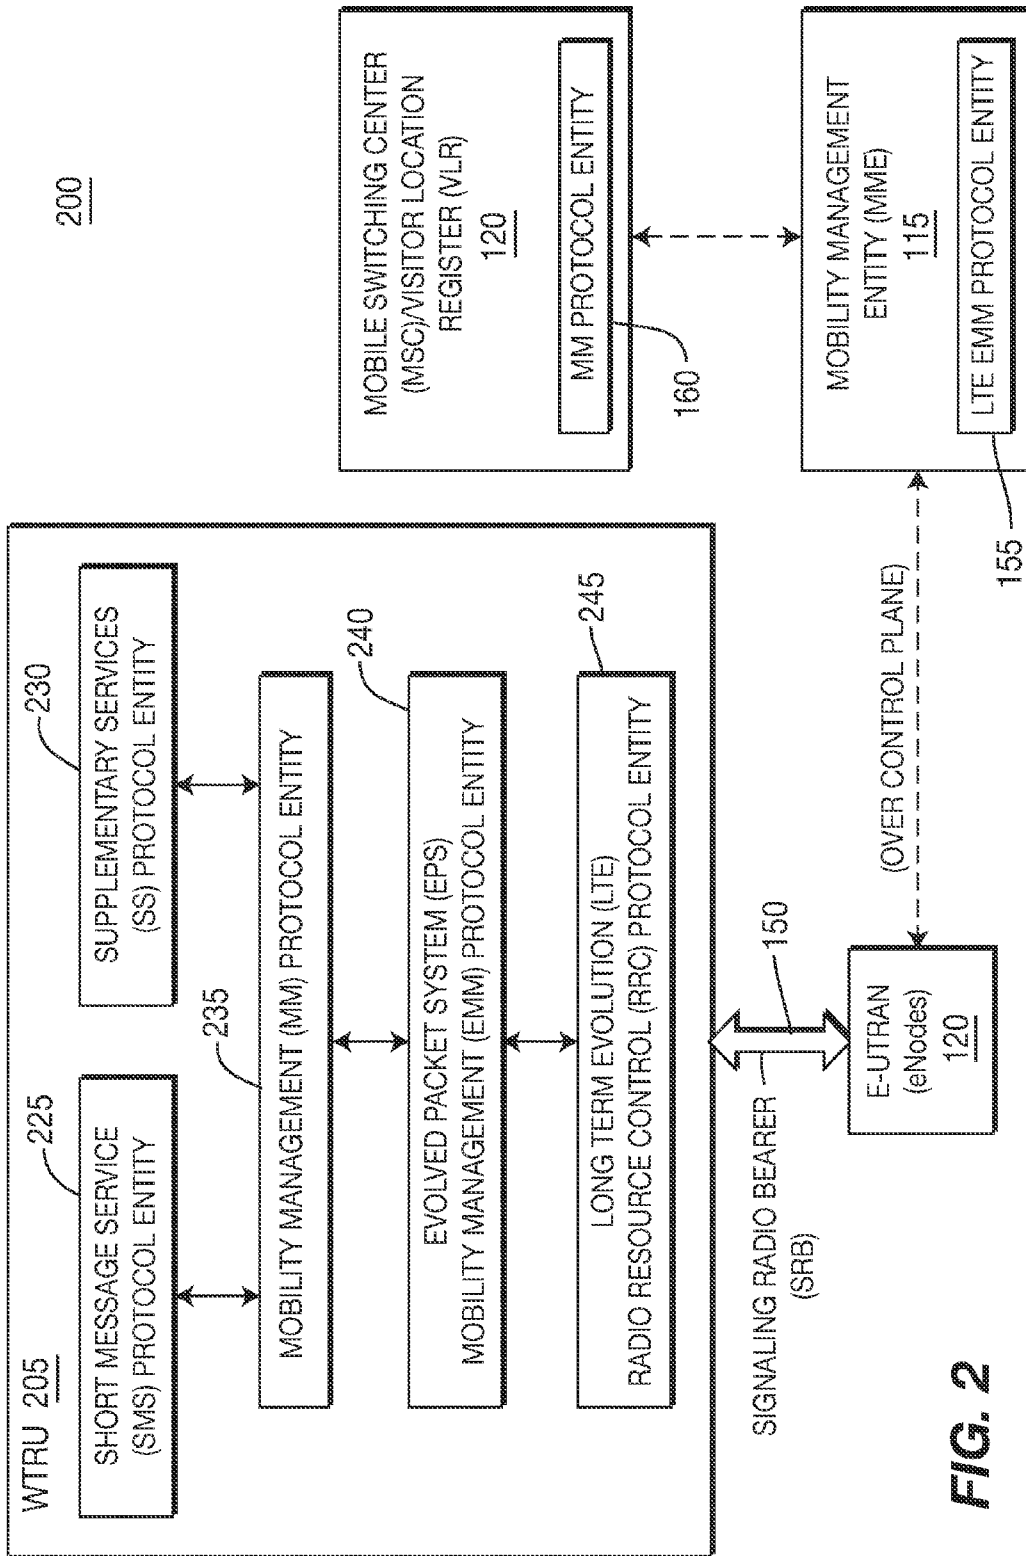 200
WTRU 205
225
SHORT MESSAGE SERVICE
(SMS) PROTOCOL ENTITY
230
SUPPLEMENTARY SERVICES
(SS) PROTOCOL ENTITY
235
MOBILITY MANAGEMENT (MM) PROTOCOL ENTITY
240
EVOLVED PACKET SYSTEM (EPS)
MOBILITY MANAGEMENT (EMM) PROTOCOL ENTITY
245
LONG TERM EVOLUTION (LTE)
RADIO RESOURCE CONTROL (RRC) PROTOCOL ENTITY
SIGNALING RADIO BEARER
(SRB)
150
E-UTRAN
(eNodes)
120
(OVER CONTROL PLANE)
MOBILE SWITCHING CENTER
(MSC)/VISITOR LOCATION
REGISTER (VLR)
120
MM PROTOCOL ENTITY
160
MOBILITY MANAGEMENT
ENTITY (MME)
115
LTE EMM PROTOCOL ENTITY
155
FIG. 2